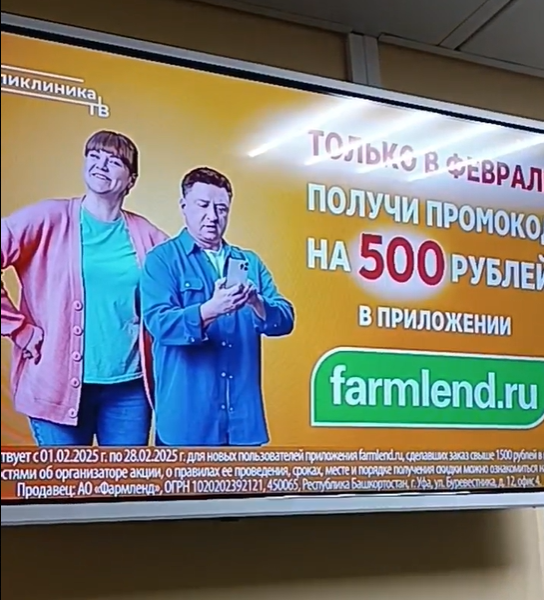 ЛИКЛИНИКА
ТВ
ТОЛЬКО В ФЕВРАЛ
ПОЛУЧИ ПРОМОКО
НА 500 РУБЛЕЙ
В ПРИЛОЖЕНИИ
farmlend.ru
твует с 01.02.2025 г. по 28.02.2025 г. для новых пользователей приложения farmlend.ru, сделавших заказ свыше 1500 рублей в
стями об организаторе акции, о правилах ее проведения, сроках, месте и порядке получения скидки можно ознакомиться на
Продавец: АО «Фармленд», ОГРН 1020202392121, 450065, Республика Башкортостан, г. Уфа, ул. Буревестника, д. 12, офис 4.